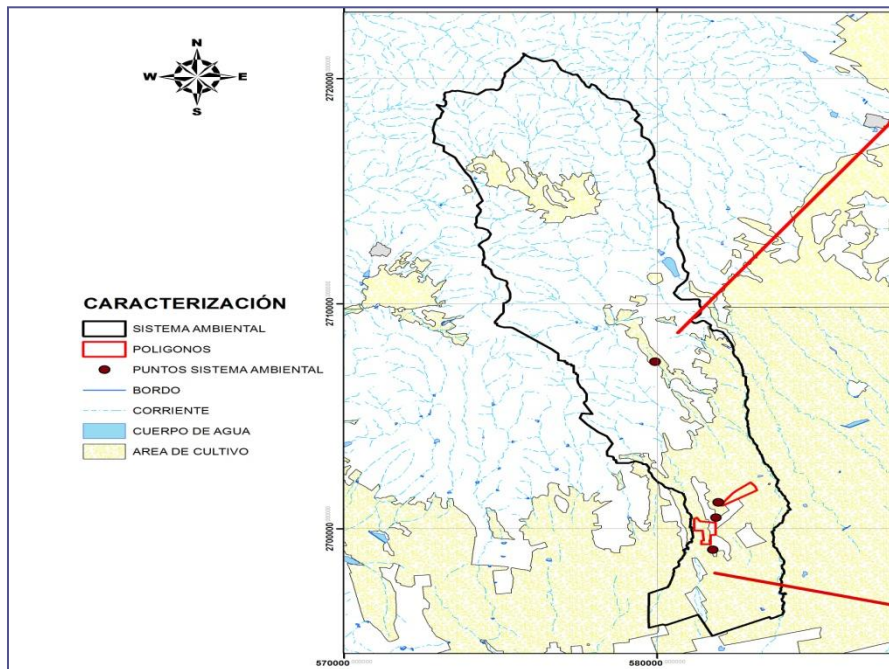 N
W E
S
2720000
2710000
2700000
CARACTERIZACIÓN
SISTEMA AMBIENTAL
POLIGONOS
PUNTOS SISTEMA AMBIENTAL
BORDO
CORRIENTE
CUERPO DE AGUA
AREA DE CULTIVO
570000 580000